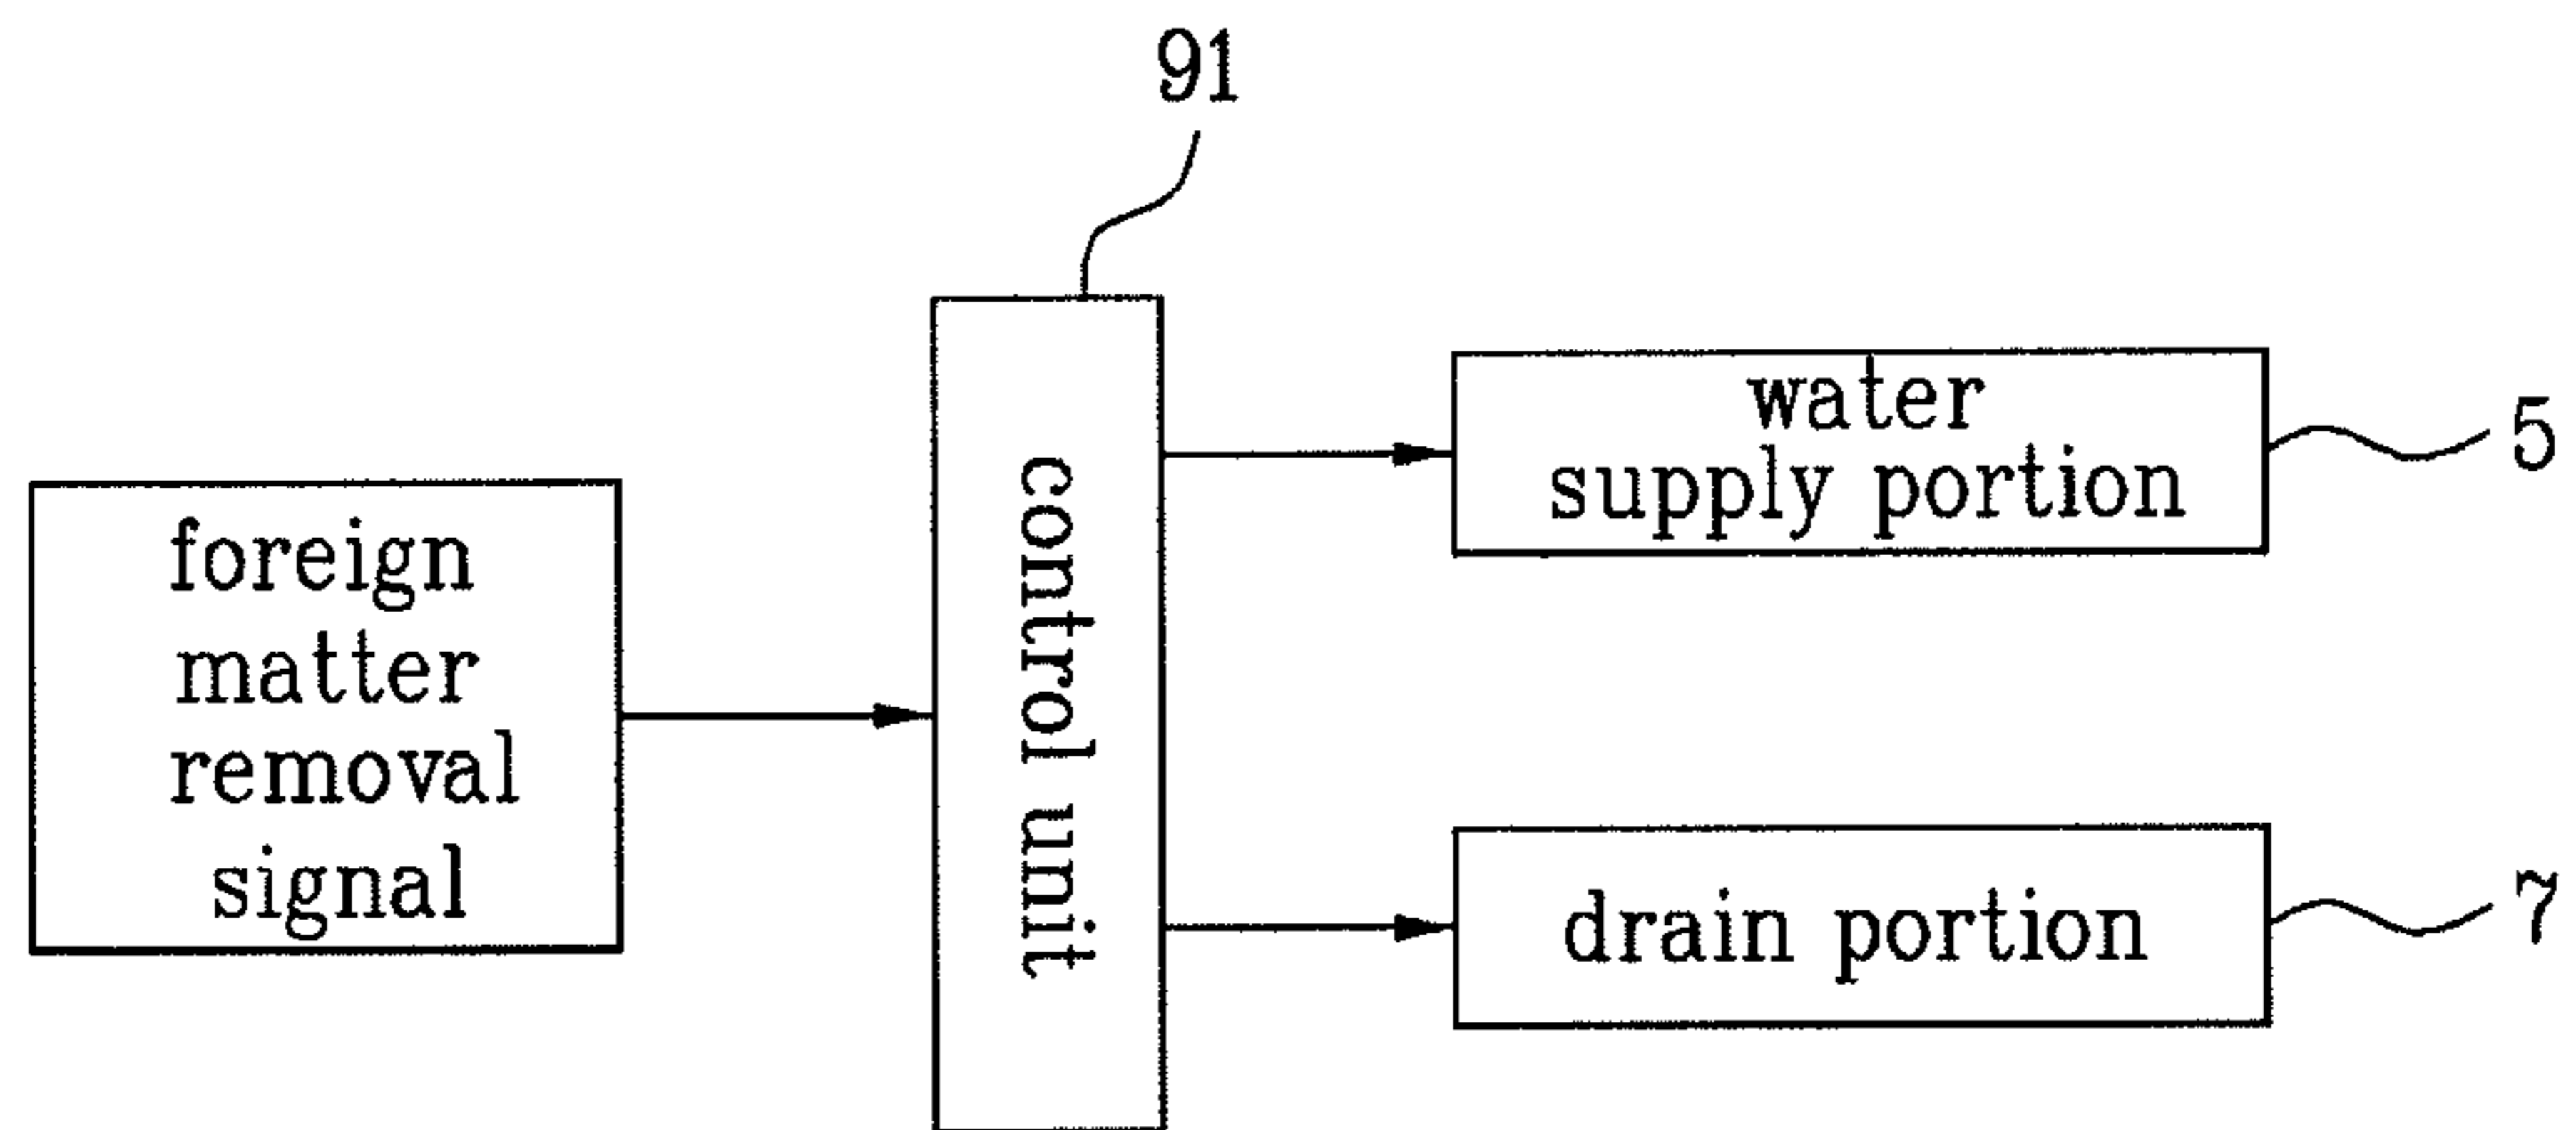 91
foreign
matter
removal
signal
control unit
water
supply portion
5
drain portion
7